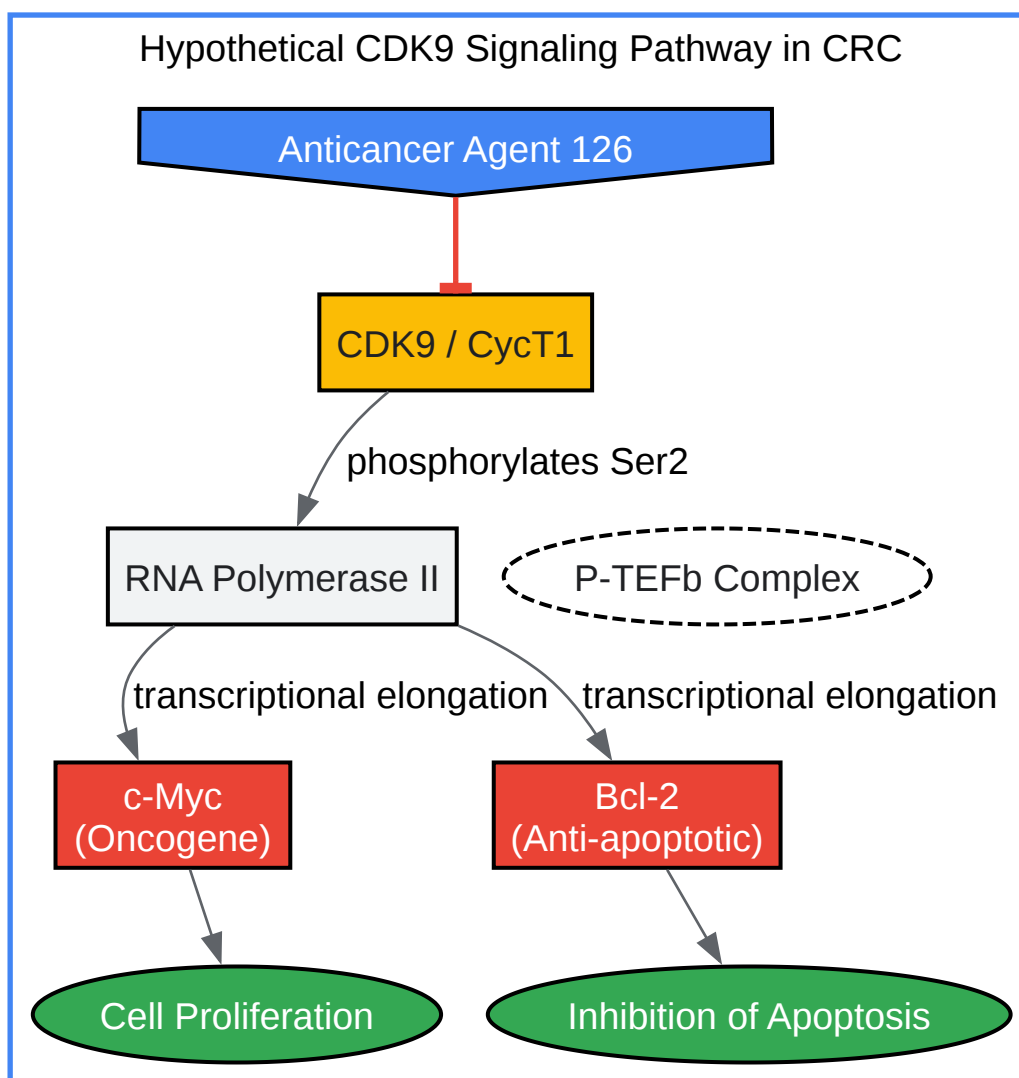 Hypothetical CDK9 Signaling Pathway in CRC
Anticancer Agent 126
CDK9 / CycT1
phosphorylates Ser2
RNA Polymerase II
P-TEFb Complex
transcriptional elongation
transcriptional elongation
c-Myc
(Oncogene)
Bcl-2
(Anti-apoptotic)
Cell Proliferation
Inhibition of Apoptosis